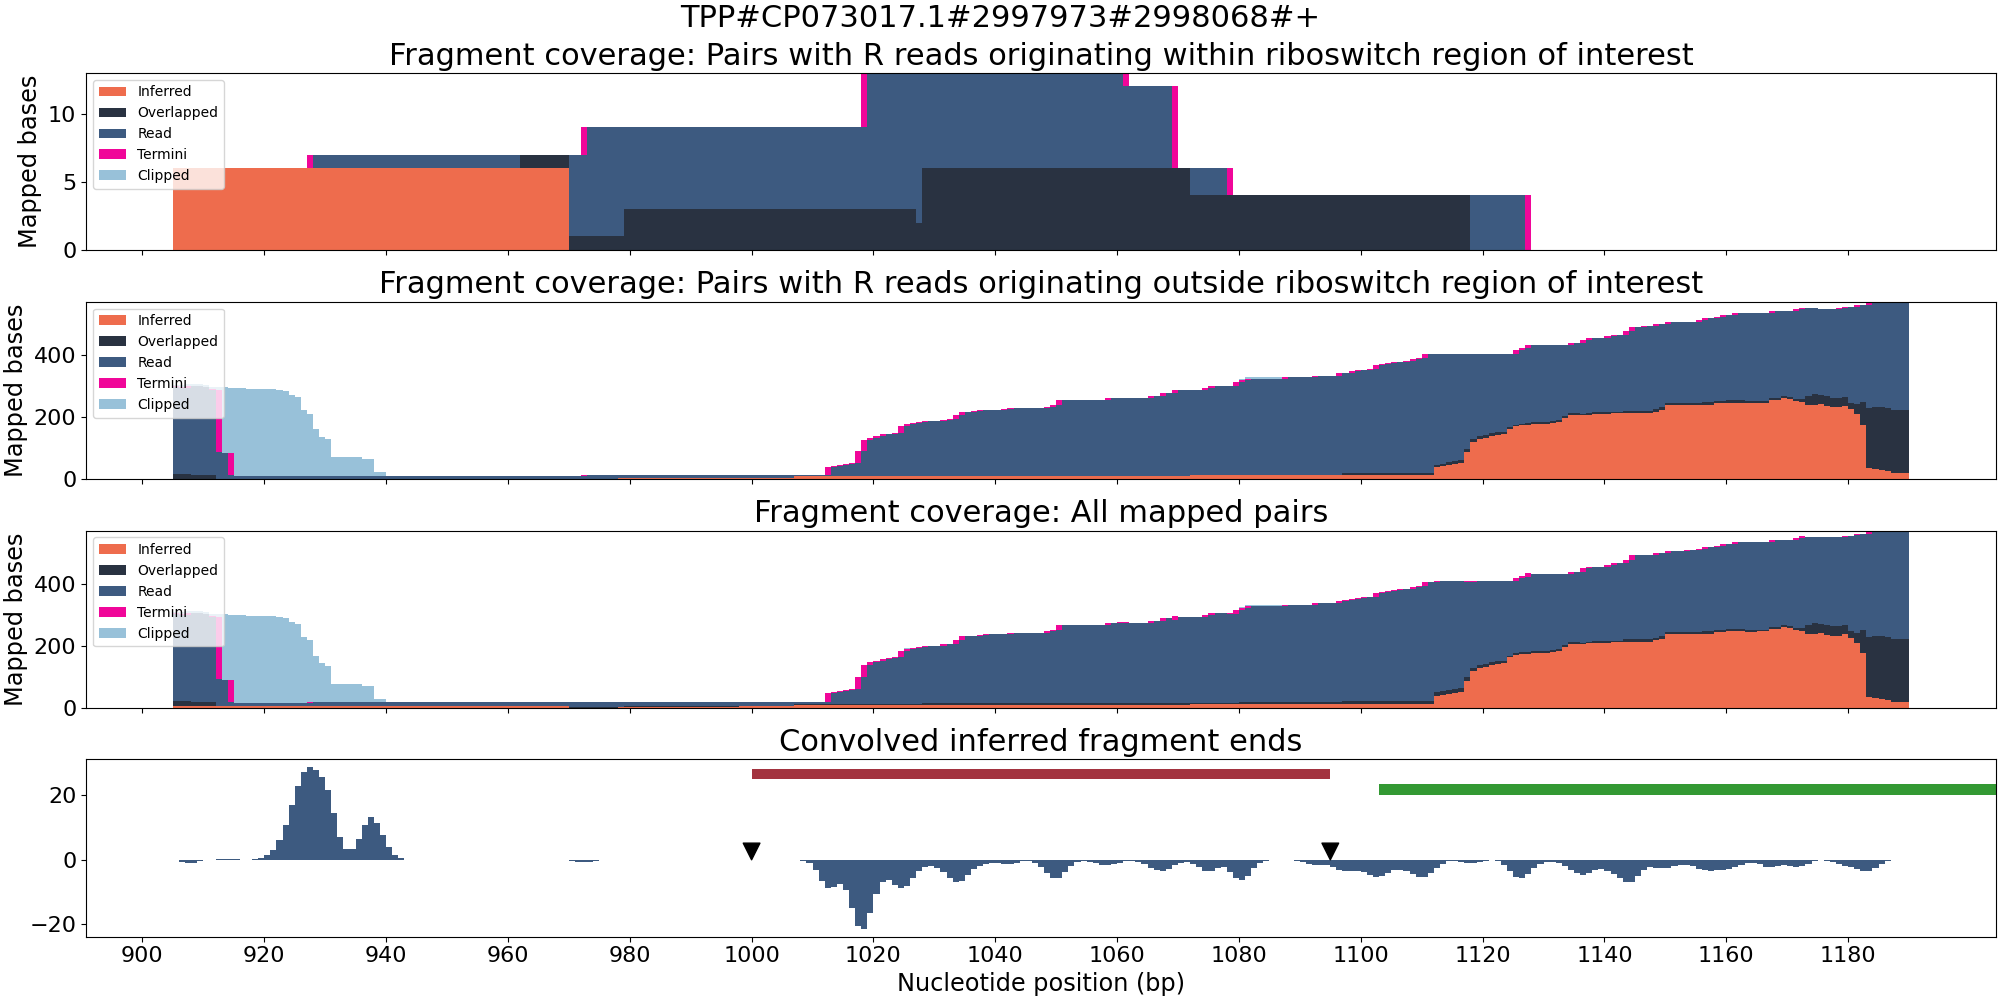 TPP#CP073017.1#2997973#2998068#+
Fragment coverage: Pairs with R reads originating within riboswitch region of interest
Mapped bases
10
5
0
Inferred
Overlapped
Read
Termini
Clipped
Fragment coverage: Pairs with R reads originating outside riboswitch region of interest
Mapped bases
400
200
0
Inferred
Overlapped
Read
Termini
Clipped
Fragment coverage: All mapped pairs
Mapped bases
400
200
0
Inferred
Overlapped
Read
Termini
Clipped
Convolved inferred fragment ends
20
0
−20
900 920 940 960 980 1000 1020 1040 1060 1080 1100 1120 1140 1160 1180
Nucleotide position (bp)